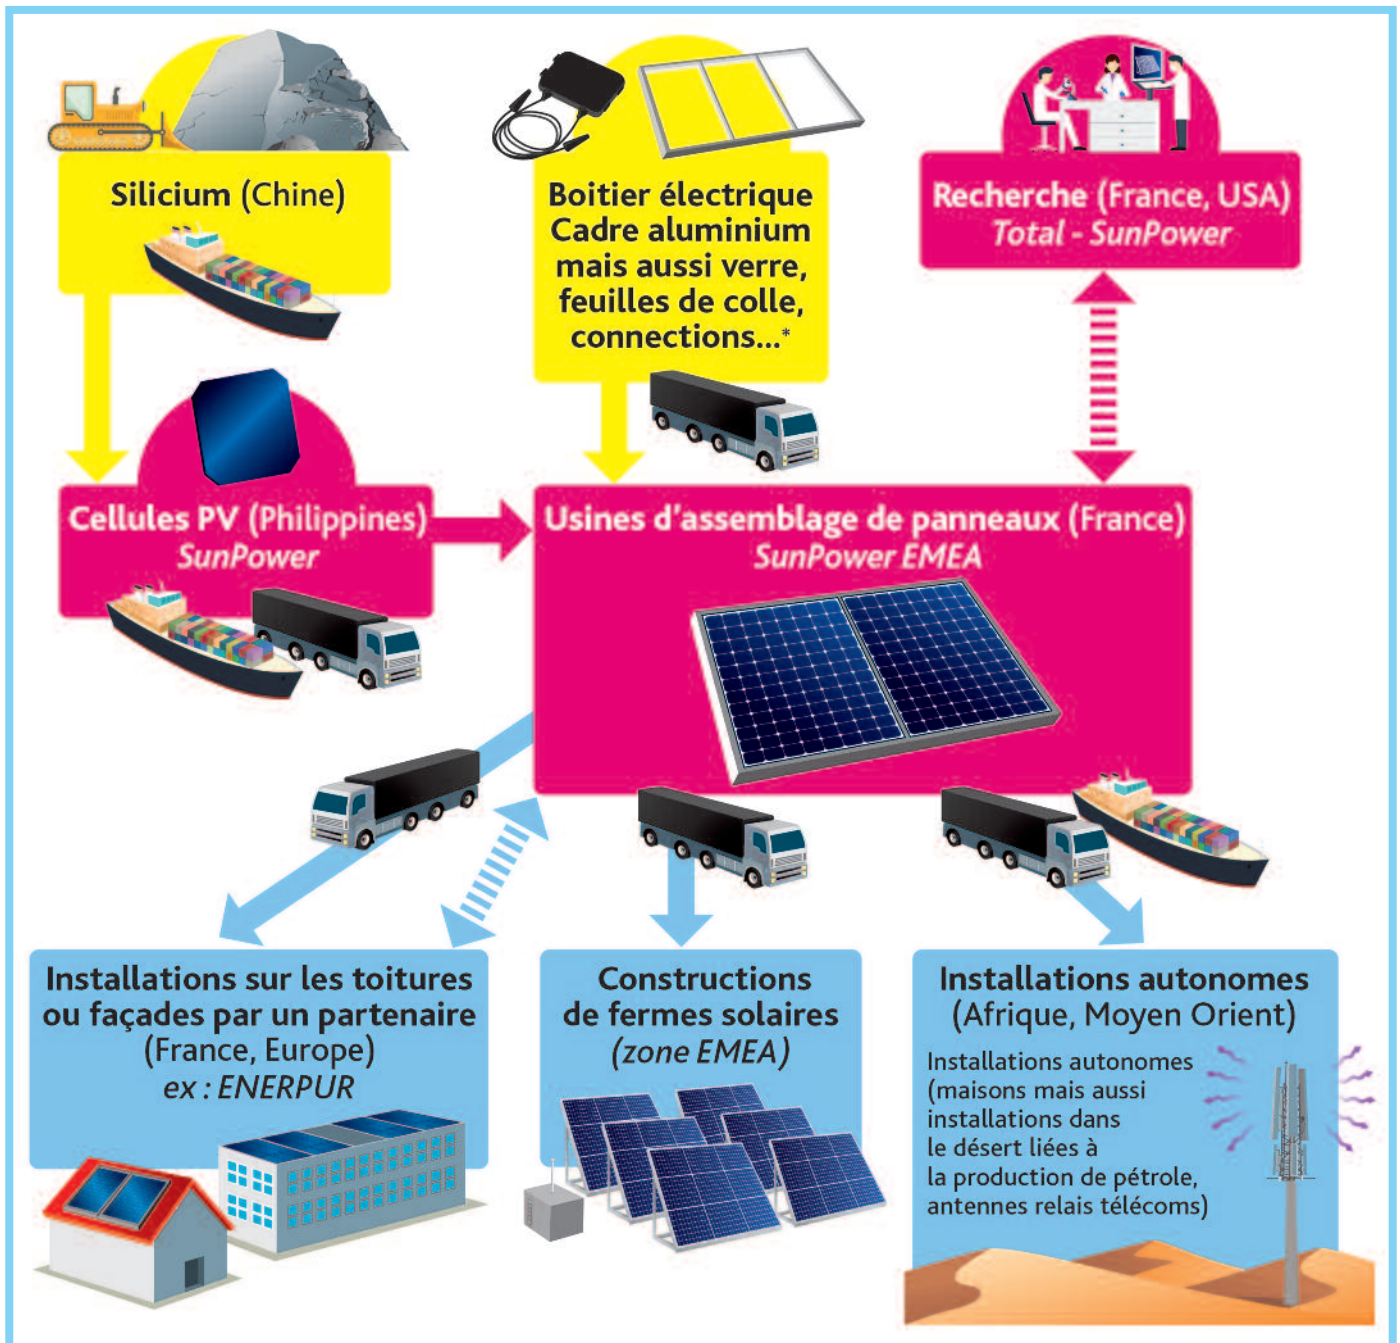 Silicium (Chine)
Boitier électrique
Cadre aluminium
mais aussi verre,
feuilles de colle,
connections...*
Recherche (France, USA)
Total - SunPower
Cellules PV (Philippines)
SunPower
Usines d'assemblage de panneaux (France)
SunPower EMEA
Installations sur les toitures
ou façades par un partenaire
(France, Europe)
ex : ENERPUR
Constructions
de fermes solaires
(zone EMEA)
Installations autonomes
(Afrique, Moyen Orient)
Installations autonomes
(maisons mais aussi
installations dans
le désert liées à
la production de pétrole,
antennes relais télécoms)